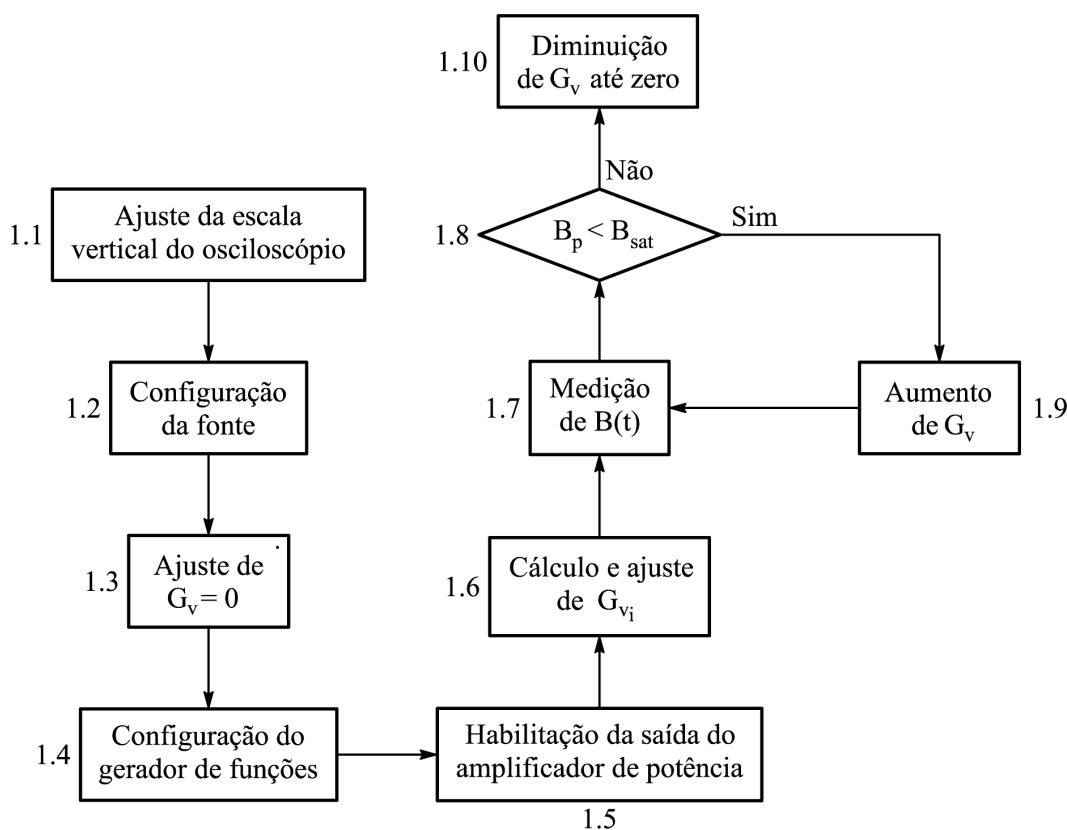 1.1
Ajuste da escala
vertical do osciloscópio
1.2
Configuração
da fonte
1.3
Ajuste de
Gv = 0
1.4
Configuração do
gerador de funções
Habilitação da saída do
amplificador de potência
1.5
1.6
Cálculo e ajuste
de Gvi
1.7
Medição
de B(t)
1.8
Bp < Bsat
Não
Sim
Aumento
de Gv
1.9
1.10
Diminuição
de Gv até zero